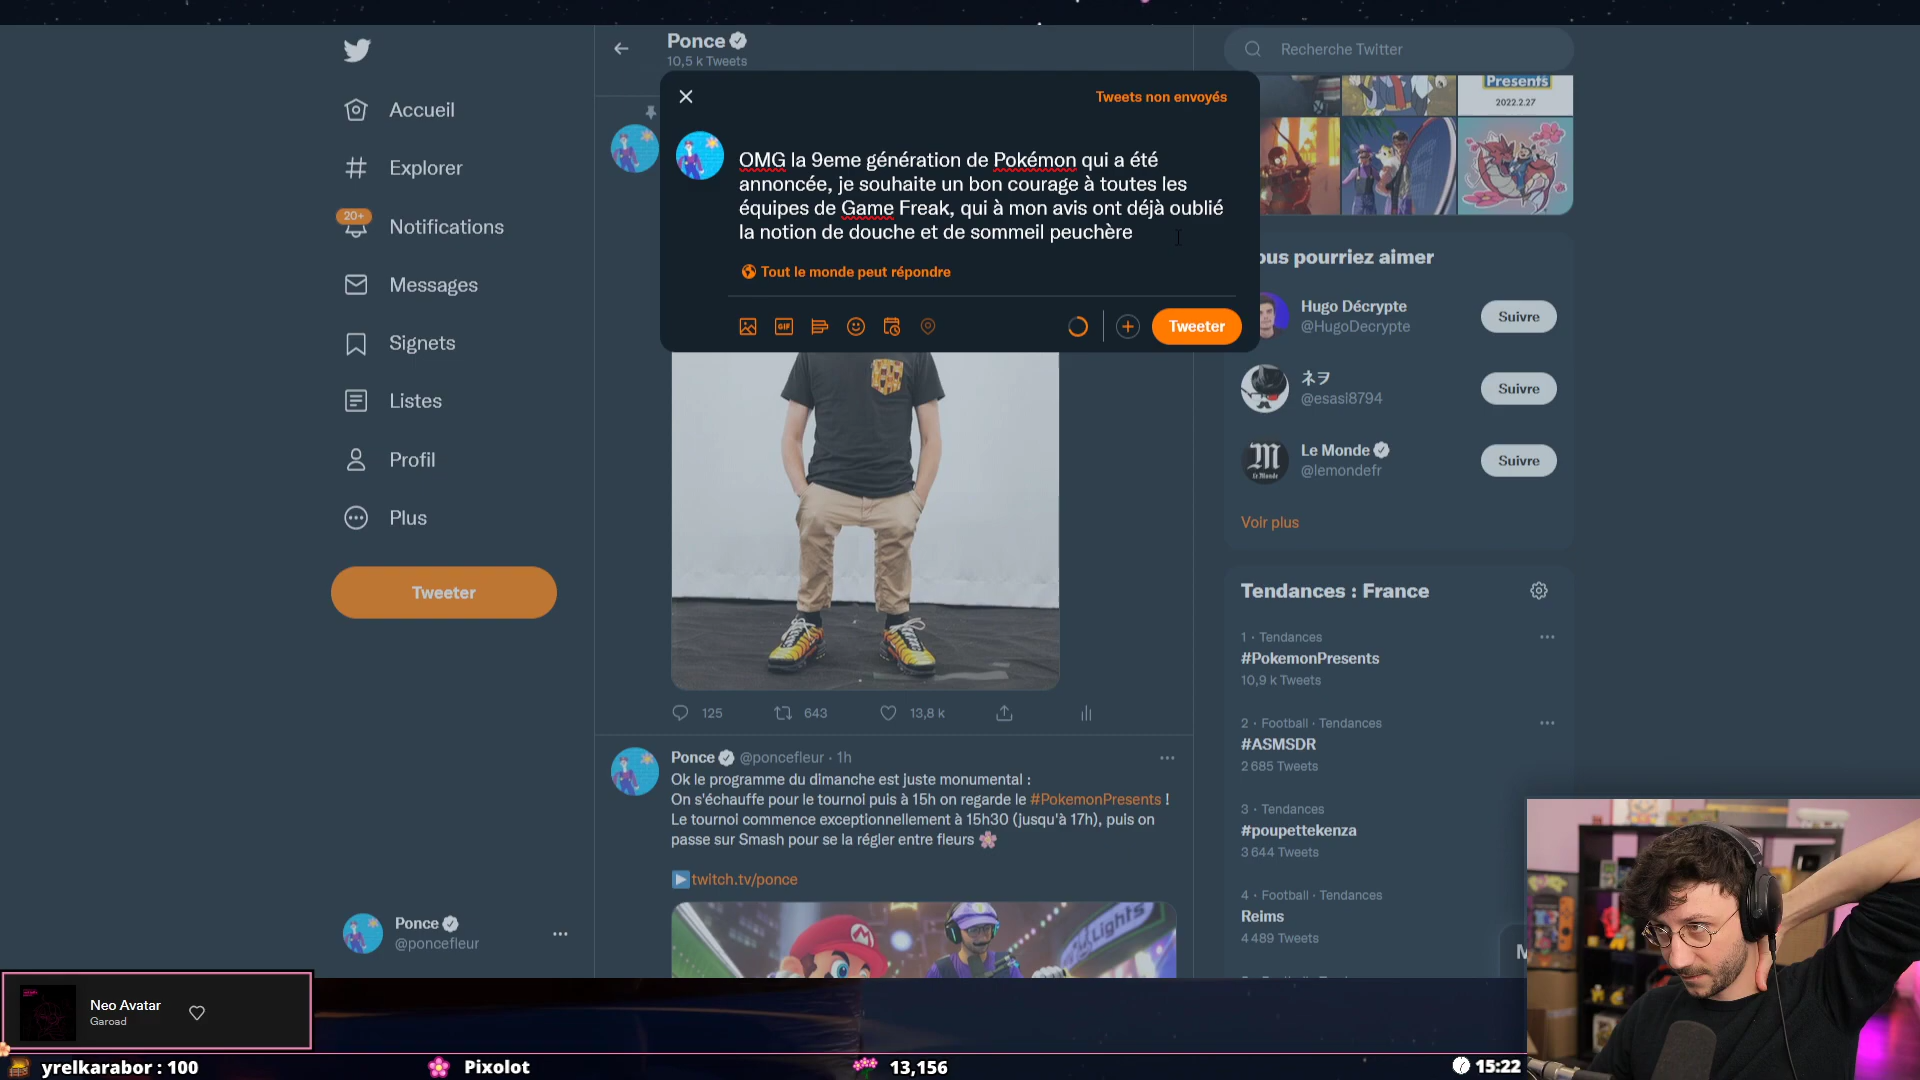 Accueil
Explorer
20+
Notifications
Messages
Signets
Listes
Profil
Plus
Tweeter
Ponce
@poncefleur
Ponce
10,5 k Tweets
Tweets non envoyés
OMG la 9eme génération de Pokémon qui a été
annoncée, je souhaite un bon courage à toutes les
équipes de Game Freak, qui à mon avis ont déjà oublié
la notion de douche et de sommeil peuchère
Tout le monde peut répondre
GIF
Tweeter
125
643
13,8 k
Ponce @poncefleur · 1h
Ok le programme du dimanche est juste monumental :
On s'échauffe pour le tournoi puis à 15h on regarde le #PokemonPresents !
Le tournoi commence exceptionnellement à 15h30 (jusqu'à 17h), puis on
passe sur Smash pour se la régler entre fleurs
twitch.tv/ponce
Lights
Recherche Twitter
Presents
2022.2.27
ous pourriez aimer
Hugo Décrypte
@HugoDecrypte
Suivre
ネヲ
@esasi8794
Suivre
M
Le Monde
Le Monde
@lemondefr
Suivre
Voir plus
Tendances : France
1 · Tendances
#PokemonPresents
10,9 k Tweets
2 · Football · Tendances
#ASMSDR
2 685 Tweets
3 · Tendances
#poupettekenza
3 644 Tweets
4 · Football · Tendances
Reims
4 489 Tweets
M
Neo Avatar
Garoad
yrelkarabor : 100
Pixolot
13,156
15:22